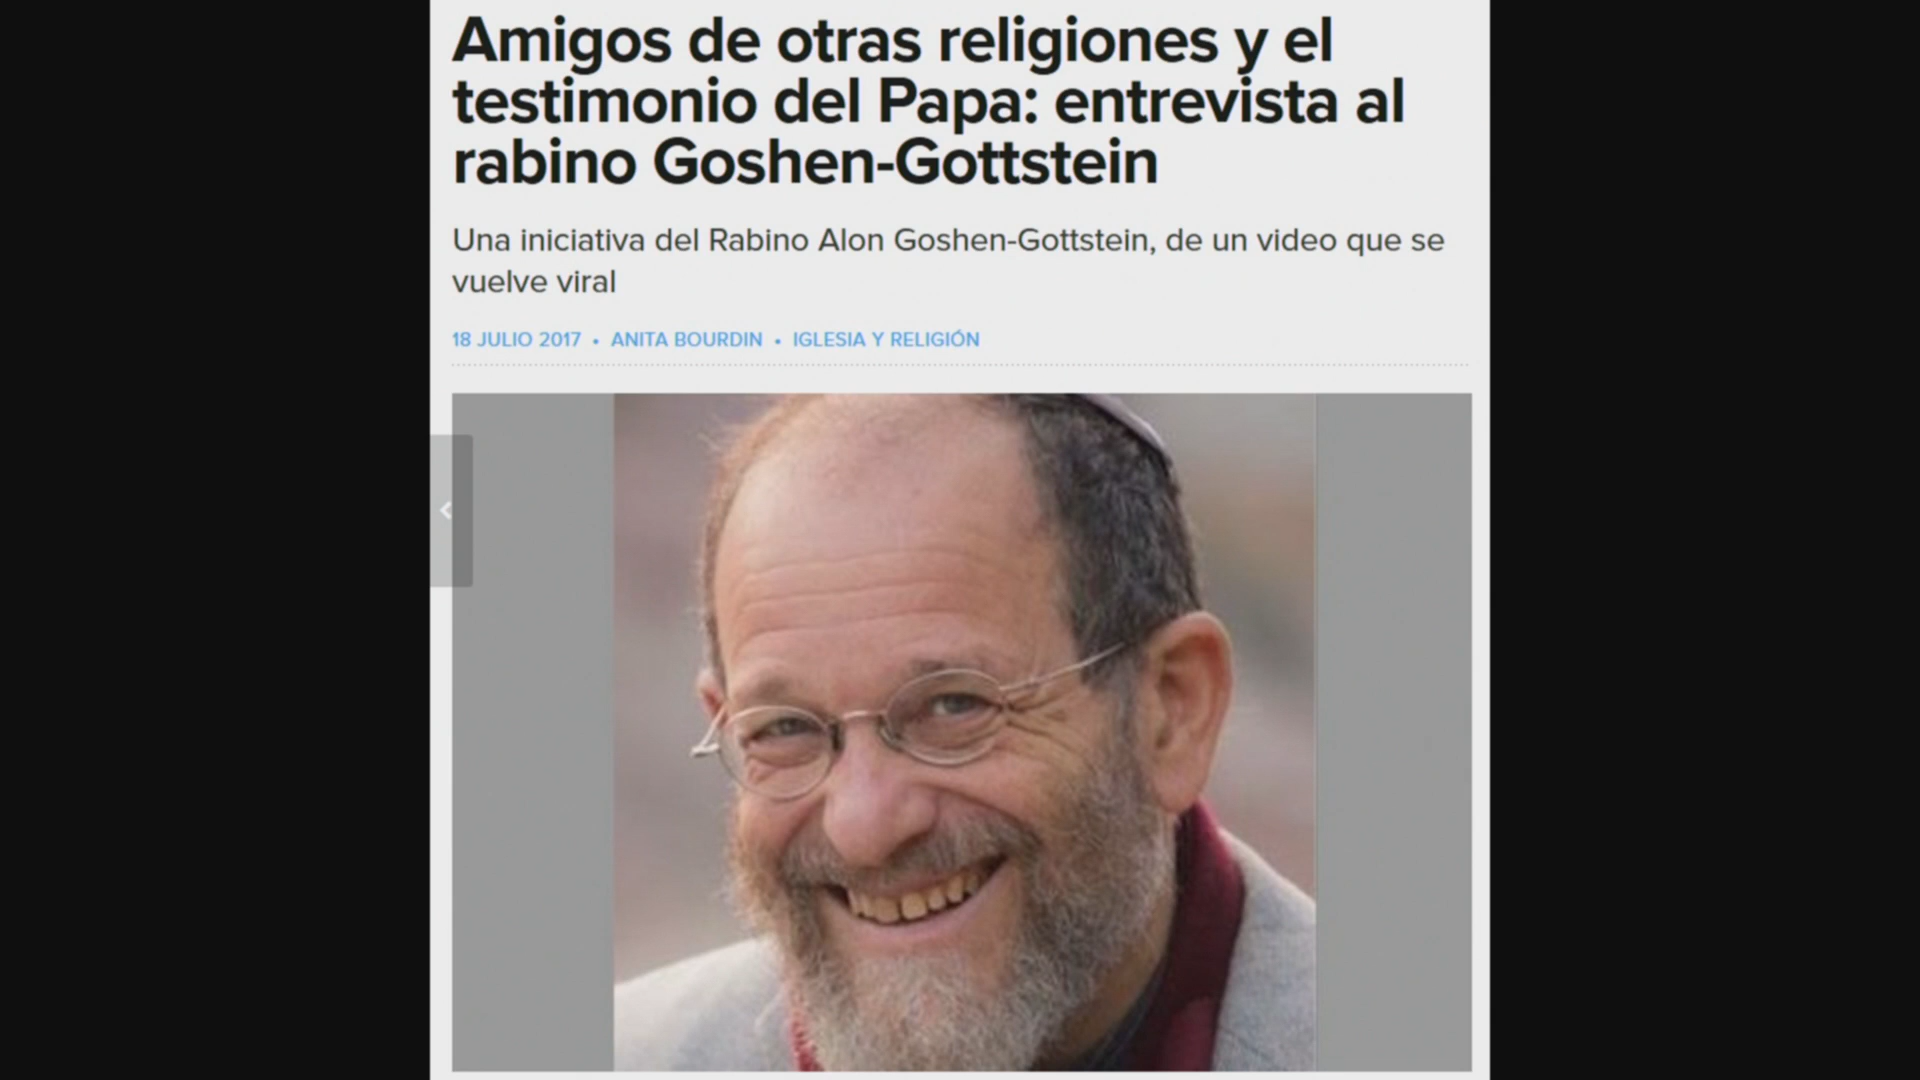 Amigos de otras religiones y el
testimonio del Papa: entrevista al
rabino Goshen-Gottstein
Una iniciativa del Rabino Alon Goshen-Gottstein, de un video que se
vuelve viral
18 JULIO 2017 • ANITA BOURDIN • IGLESIA Y RELIGIÓN